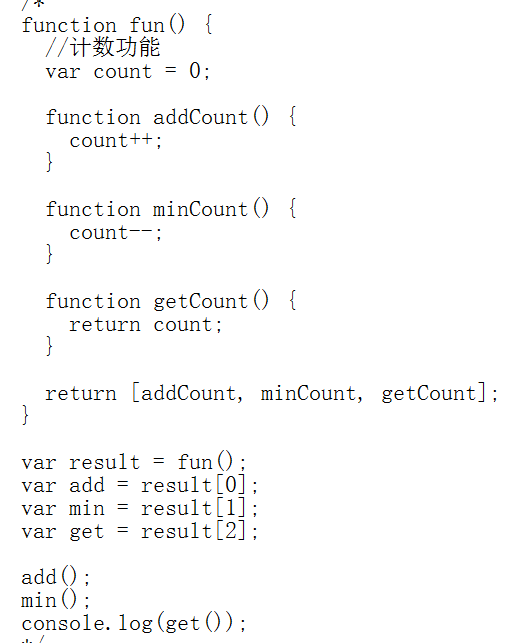 /*
function fun() {
  //计数功能
  var count = 0;

  function addCount() {
    count++;
  }

  function minCount() {
    count--;
  }

  function getCount() {
    return count;
  }

  return [addCount, minCount, getCount];
}

var result = fun();
var add = result[0];
var min = result[1];
var get = result[2];

add();
min();
console.log(get());
*/